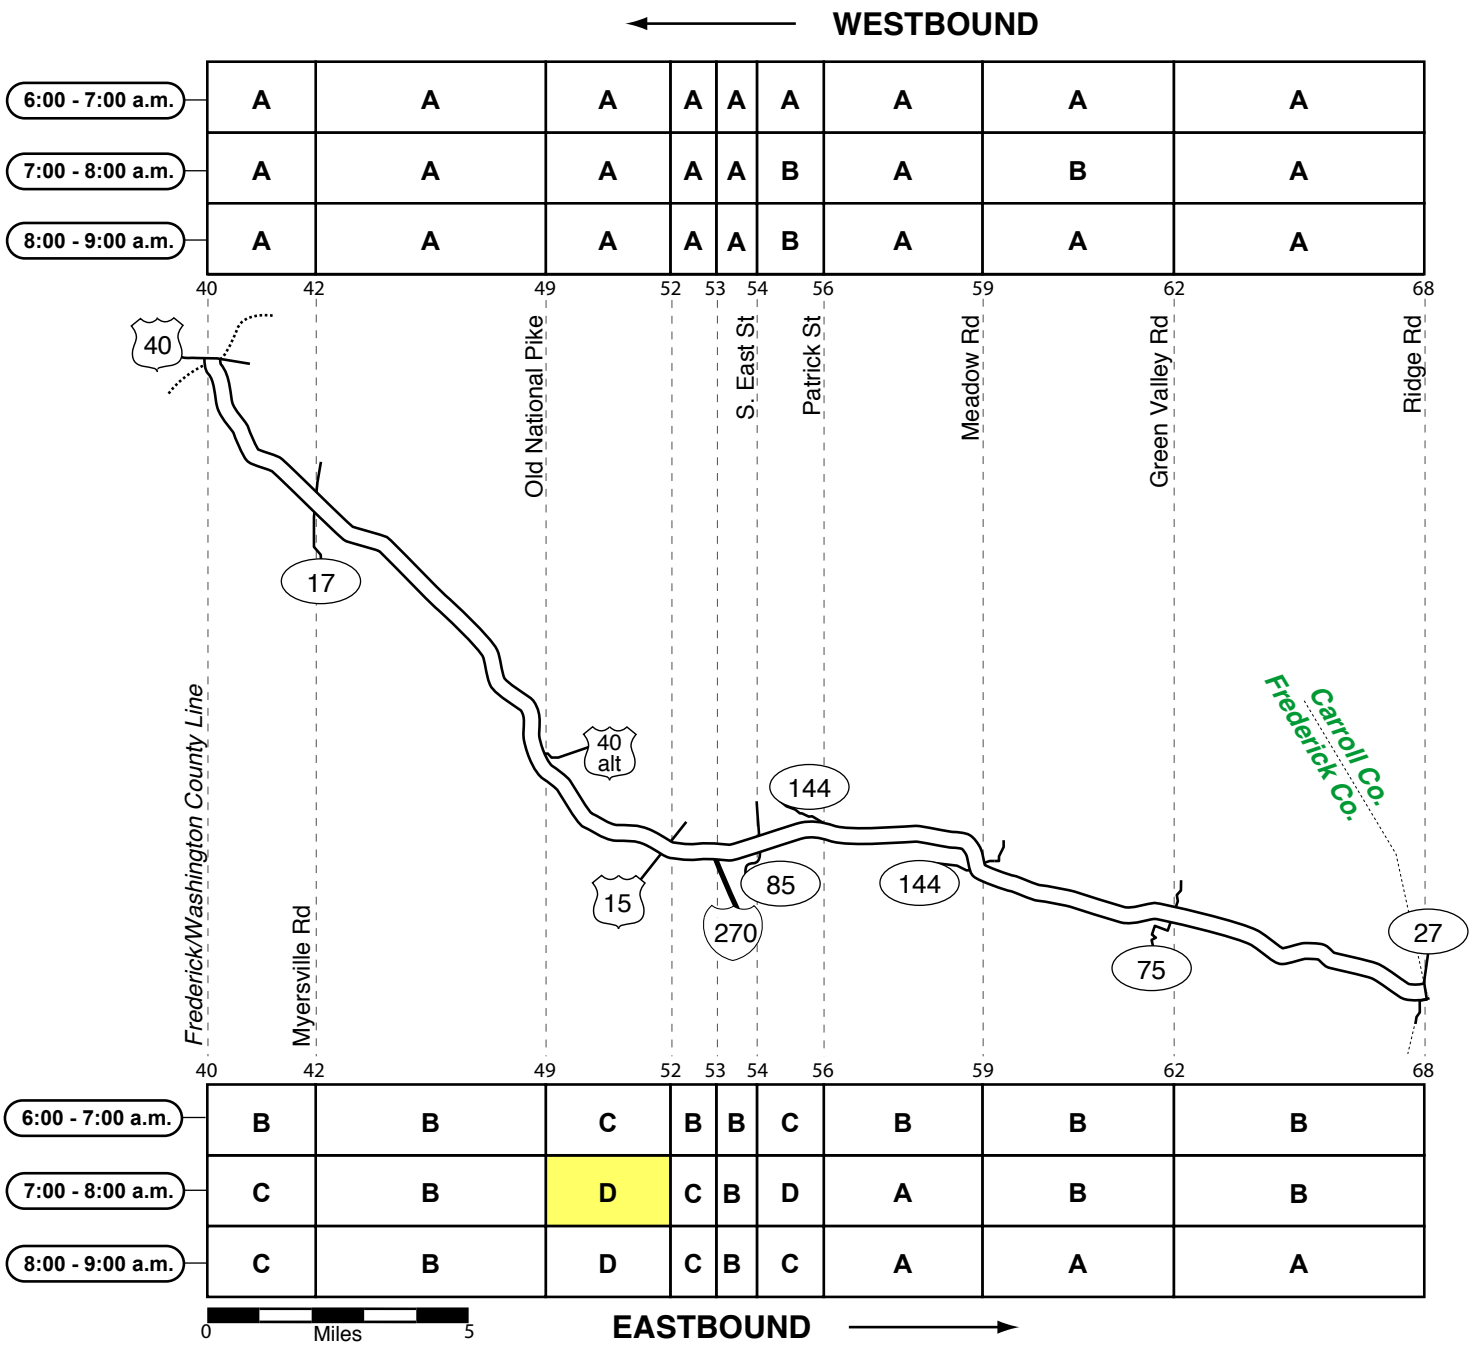 WESTBOUND
6:00 - 7:00 a.m. A A A A A A A A A
7:00 - 8:00 a.m. A A A A A B A B A
8:00 - 9:00 a.m. A A A A A B A A A
40 42 49 52 53 54 56 59 62 68
Old National Pike
S. East St
Patrick St
Meadow Rd
Green Valley Rd
Ridge Rd
40
17
Frederick/Washington County Line
Myersville Rd
40
alt
15
270
85
144
144
75
27
Carroll Co.
Frederick Co.
40 42 49 52 53 54 56 59 62 68
6:00 - 7:00 a.m. B B C B B C B B B
7:00 - 8:00 a.m. C B D C B D A B B
8:00 - 9:00 a.m. C B D C B C A A A
0 Miles 5
EASTBOUND